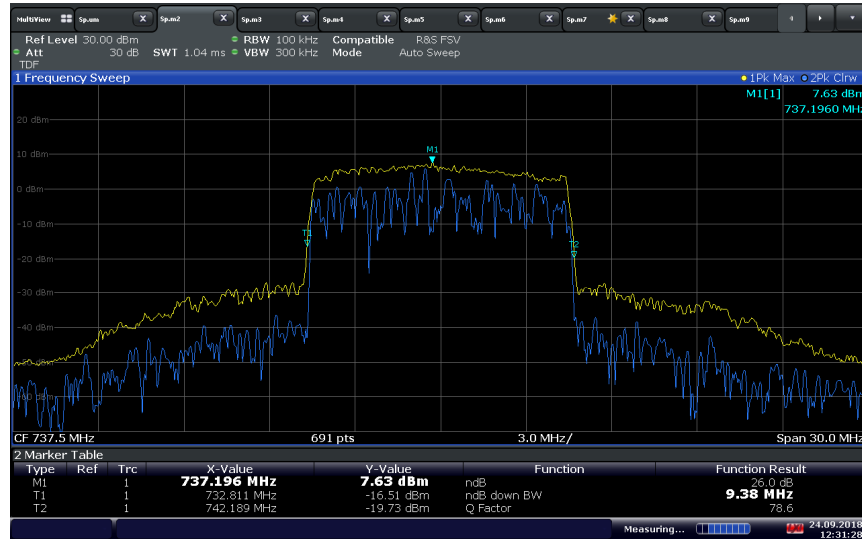 MultiView Sp.um X Sp.m2 X Sp.m3 X Sp.m4 X Sp.m5 X Sp.m6 X Sp.m7 X Sp.m8 X Sp.m9
Ref Level 30.00 dBm RBW 100 kHz Compatible R&S FSV
Att 30 dB SWT 1.04 ms VBW 300 kHz Mode Auto Sweep
TDF
1 Frequency Sweep 1Pk Max 2Pk Clrw
M1[1] 7.63 dBm
737.1960 MHz
20 dBm
M1
10 dBm
0 dBm
-10 dBm
T1
T2
-20 dBm
-30 dBm
-40 dBm
-50 dBm
-60 dBm
CF 737.5 MHz 691 pts 3.0 MHz/ Span 30.0 MHz
2 Marker Table
Type Ref Trc X-Value Y-Value Function Function Result
M1 1 737.196 MHz 7.63 dBm ndB 26.0 dB
T1 1 732.811 MHz -16.51 dBm ndB down BW 9.38 MHz
T2 1 742.189 MHz -19.73 dBm Q Factor 78.6
Measuring... 24.09.2018
12:31:28